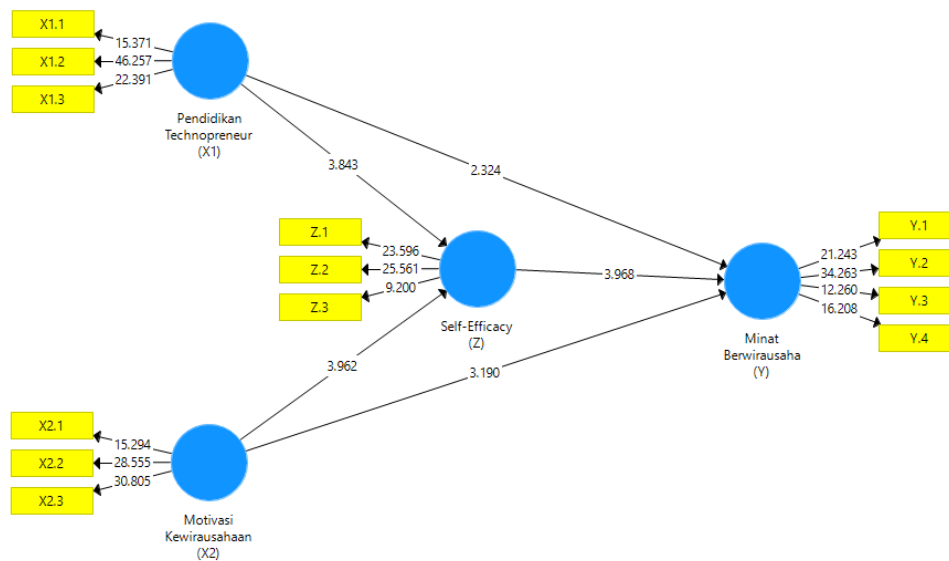 X1.1
15.371
X1.2
46.257
X1.3
22.391
Pendidikan
Technopreneur
(X1)
3.843
2.324
Z.1
23.596
Z.2
25.561
Z.3
9.200
Self-Efficacy
(Z)
3.968
Y.1
21.243
Y.2
34.263
Y.3
12.260
Y.4
16.208
Minat
Berwirausaha
(Y)
3.962
3.190
X2.1
15.294
X2.2
28.555
X2.3
30.805
Motivasi
Kewirausahaan
(X2)